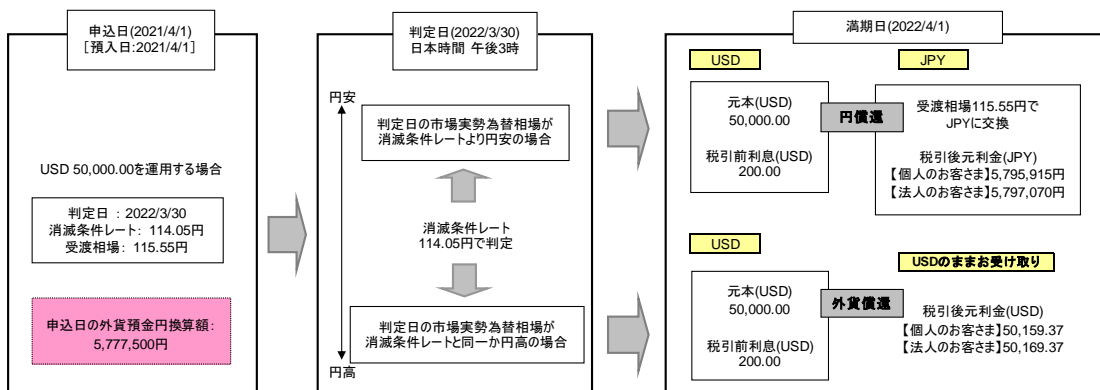 申込日(2021/4/1)
[預入日:2021/4/1]
USD 50,000.00を運用する場合
判定日 : 2022/3/30
消滅条件レート: 114.05円
受渡相場: 115.55円
申込日の外貨預金円換算額:
5,777,500円
判定日(2022/3/30)
日本時間 午後3時
円安
判定日の市場実勢為替相場が
消滅条件レートより円安の場合
消滅条件レート
114.05円で判定
判定日の市場実勢為替相場が
消滅条件レートと同一か円高の場合
円高
満期日(2022/4/1)
USD
JPY
元本(USD)
50,000.00
税引前利息(USD)
200.00
円償還
受渡相場115.55円で
JPYに交換
税引後元利金(JPY)
【個人のお客さま】5,795,915円
【法人のお客さま】5,797,070円
USD
USDのままお受け取り
元本(USD)
50,000.00
税引前利息(USD)
200.00
外貨償還
税引後元利金(USD)
【個人のお客さま】50,159.37
【法人のお客さま】50,169.37